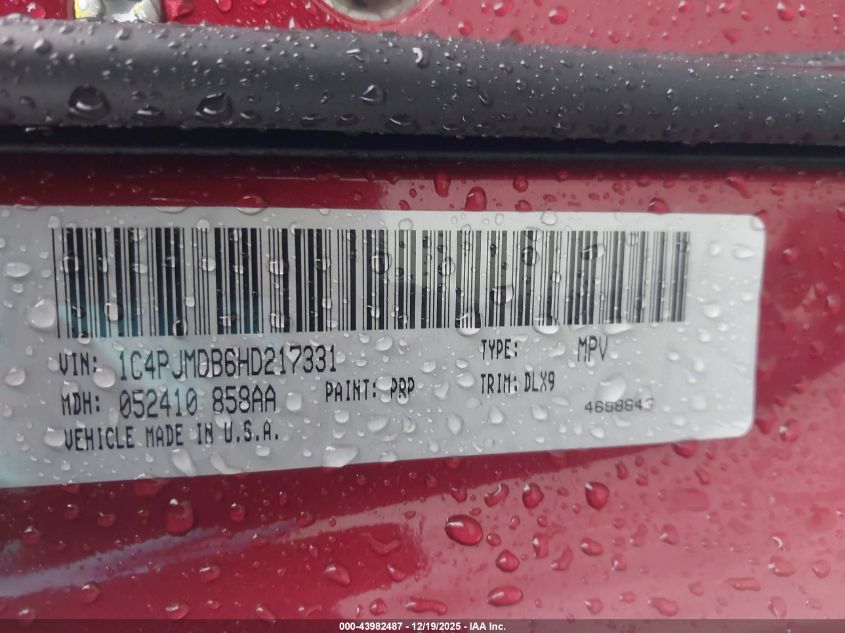 VIN: 1C4PJMDB6HD217331
TYPE: MPV
MDH: 052410 858AA
PAINT: PRP
TRIM: DLX9
VEHICLE MADE IN U.S.A.
4658843
000-43982487 - 12/19/2025 - IAA Inc.